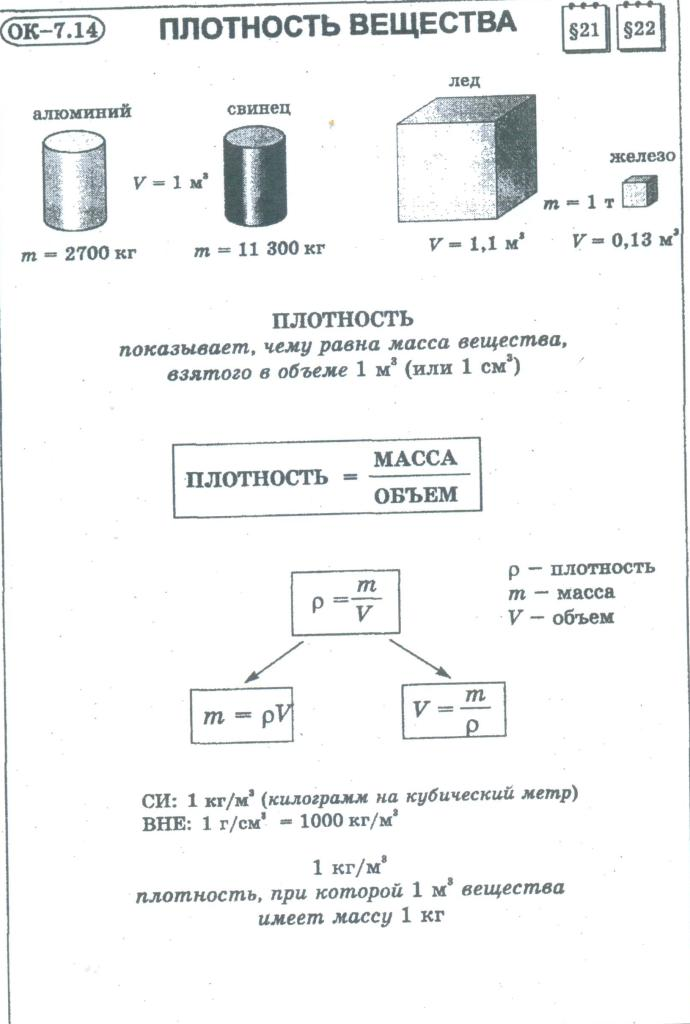 ОК–7.14
ПЛОТНОСТЬ ВЕЩЕСТВА
§21 §22
алюминий
свинец
лед
железо
V = 1 м³
m = 1 т
m = 2700 кг
m = 11 300 кг
V = 1,1 м³
V = 0,13 м³
ПЛОТНОСТЬ
показывает, чему равна масса вещества,
взятого в объеме 1 м³ (или 1 см³)
ПЛОТНОСТЬ = МАССА / ОБЪЕМ
ρ = m / V
ρ – плотность
m – масса
V – объем
m = ρV
V = m / ρ
СИ: 1 кг/м³ (килограмм на кубический метр)
ВНЕ: 1 г/см³ = 1000 кг/м³
1 кг/м³
плотность, при которой 1 м³ вещества
имеет массу 1 кг